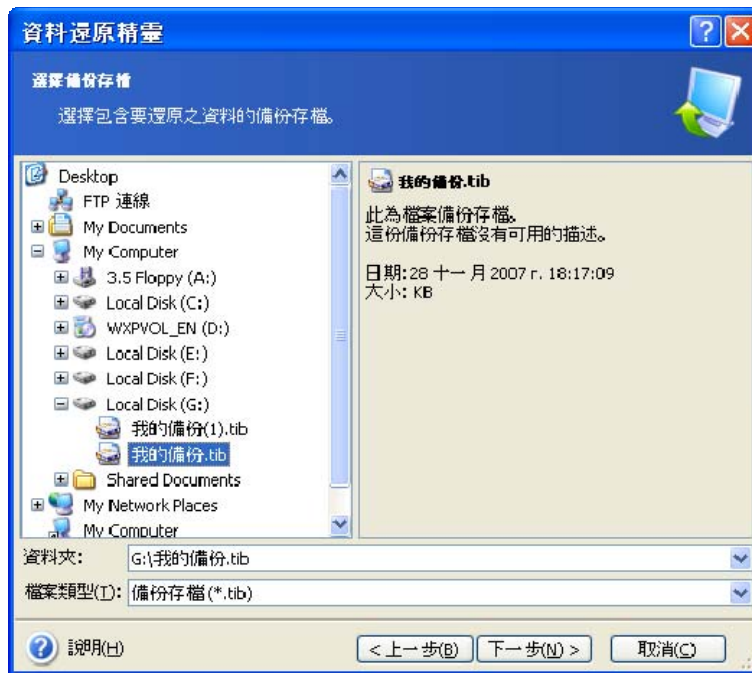 資料還原精靈
選擇備份存檔
選擇包含要還原之資料的備份存檔。
Desktop
FTP 連線
My Documents
My Computer
3.5 Floppy (A:)
Local Disk (C:)
WXPVOL_EN (D:)
Local Disk (E:)
Local Disk (F:)
Local Disk (G:)
我的備份(1).tib
我的備份.tib
Shared Documents
My Network Places
My Computer
我的備份.tib
此為檔案備份存檔。
這份備份存檔沒有可用的描述。
日期:28 十一月 2007 г. 18:17:09
大小: KB
資料夾: G:\我的備份.tib
檔案類型(T): 備份存檔(*.tib)
說明(H) <上一步(B) 下一步(N) > 取消(C)